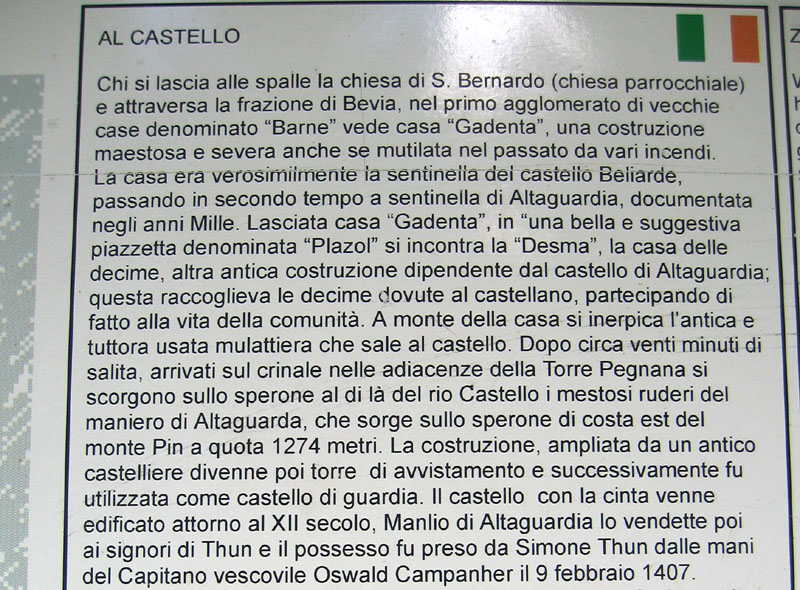 AL CASTELLO
Chi si lascia alle spalle la chiesa di S. Bernardo (chiesa parrocchiale)
e attraversa la frazione di Bevia, nel primo agglomerato di vecchie
case denominato “Barne” vede casa “Gadenta”, una costruzione
maestosa e severa anche se mutilata nel passato da vari incendi.
La casa era verosimilmente la sentinella del castello Beliarde,
passando in secondo tempo a sentinella di Altaguardia, documentata
negli anni Mille. Lasciata casa “Gadenta”, in “una bella e suggestiva
piazzetta denominata “Plazol” si incontra la “Desma”, la casa delle
decime, altra antica costruzione dipendente dal castello di Altaguardia;
questa raccoglieva le decime dovute al castellano, partecipando di
fatto alla vita della comunità. A monte della casa si inerpica l’antica e
tuttora usata mulattiera che sale al castello. Dopo circa venti minuti di
salita, arrivati sul crinale nelle adiacenze della Torre Pegnana si
scorgono sullo sperone al di là del rio Castello i mestosi ruderi del
maniero di Altaguarda, che sorge sullo sperone di costa est del
monte Pin a quota 1274 metri. La costruzione, ampliata da un antico
castelliere divenne poi torre di avvistamento e successivamente fu
utilizzata come castello di guardia. Il castello con la cinta venne
edificato attorno al XII secolo, Manlio di Altaguardia lo vendette poi
ai signori di Thun e il possesso fu preso da Simone Thun dalle mani
del Capitano vescovile Oswald Campanher il 9 febbraio 1407.